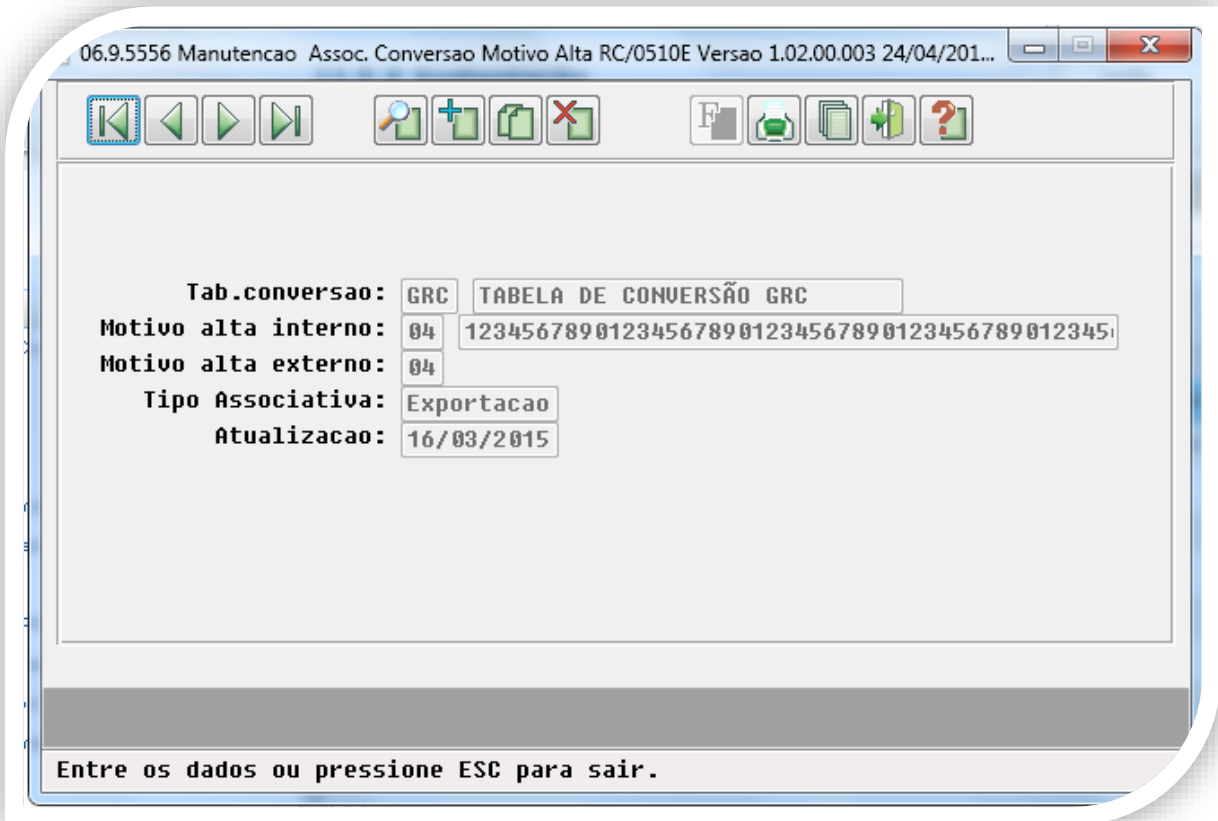 06.9.5556 Manutencao Assoc. Conversao Motivo Alta RC/0510E Versao 1.02.00.003 24/04/201...
F
Tab.conversao: GRC TABELA DE CONVERSÃO GRC
Motivo alta interno: 04 123456789012345678901234567890123456789012345
Motivo alta externo: 04
Tipo Associativa: Exportacao
Atualizacao: 16/03/2015
Entre os dados ou pressione ESC para sair.